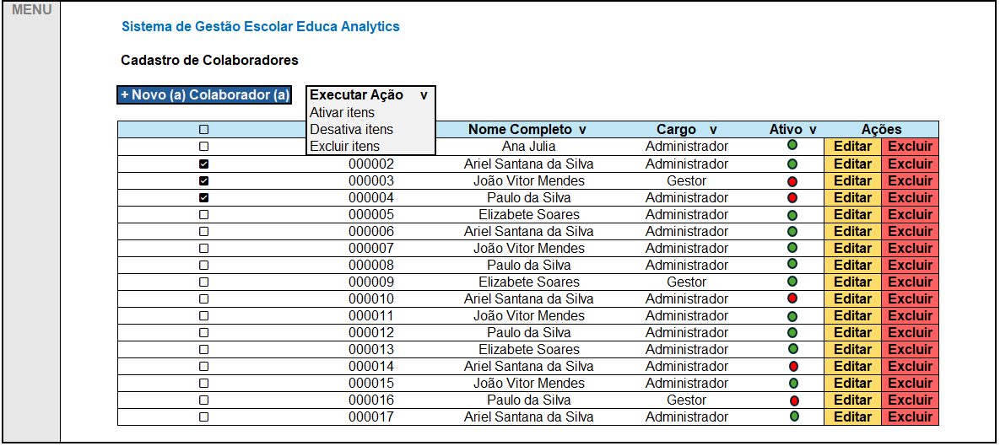 MENU
Sistema de Gestão Escolar Educa Analytics
Cadastro de Colaboradores
+ Novo (a) Colaborador (a)
Executar Ação v
Ativar itens
Desativa itens
Excluir itens
Nome Completo v Cargo v Ativo v Ações
Ana Julia Administrador Editar Excluir
000002 Ariel Santana da Silva Administrador Editar Excluir
000003 João Vitor Mendes Gestor Editar Excluir
000004 Paulo da Silva Administrador Editar Excluir
000005 Elizabete Soares Administrador Editar Excluir
000006 Ariel Santana da Silva Administrador Editar Excluir
000007 João Vitor Mendes Administrador Editar Excluir
000008 Paulo da Silva Administrador Editar Excluir
000009 Elizabete Soares Gestor Editar Excluir
000010 Ariel Santana da Silva Administrador Editar Excluir
000011 João Vitor Mendes Administrador Editar Excluir
000012 Paulo da Silva Administrador Editar Excluir
000013 Elizabete Soares Administrador Editar Excluir
000014 Ariel Santana da Silva Administrador Editar Excluir
000015 João Vitor Mendes Administrador Editar Excluir
000016 Paulo da Silva Gestor Editar Excluir
000017 Ariel Santana da Silva Administrador Editar Excluir